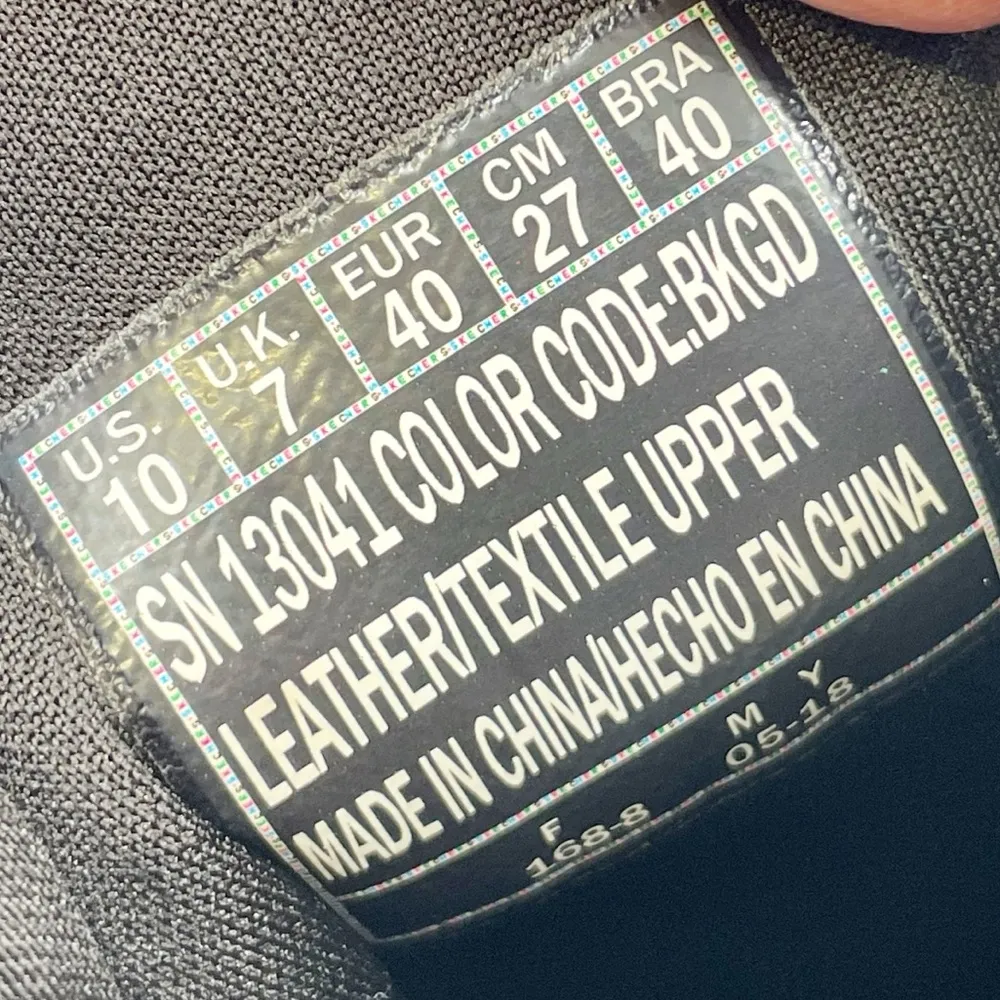 U.S. U.K. EUR CM BRA
10 7 40 27 40
SN 13041 COLOR CODE:BKGD
LEATHER/TEXTILE UPPER
MADE IN CHINA/HECHO EN CHINA
F M Y
168-8 05-18
SKECHERS